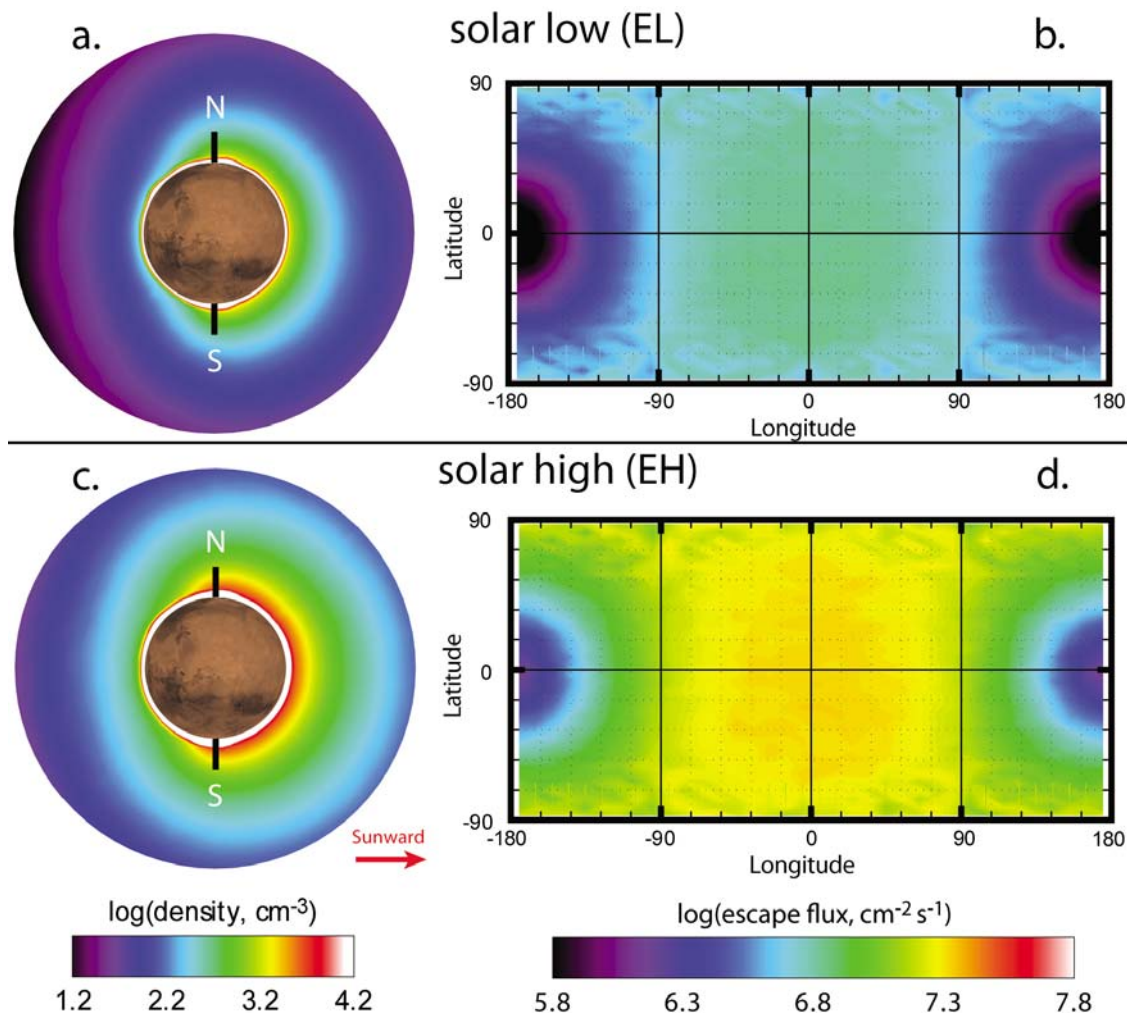 a.
solar low (EL)
b.
N
S
90
0
-90
Latitude
-180 -90 0 90 180
Longitude
c.
solar high (EH)
d.
N
S
90
0
-90
Latitude
-180 -90 0 90 180
Longitude
Sunward
log(density, cm⁻³)
1.2 2.2 3.2 4.2
log(escape flux, cm⁻² s⁻¹)
5.8 6.3 6.8 7.3 7.8